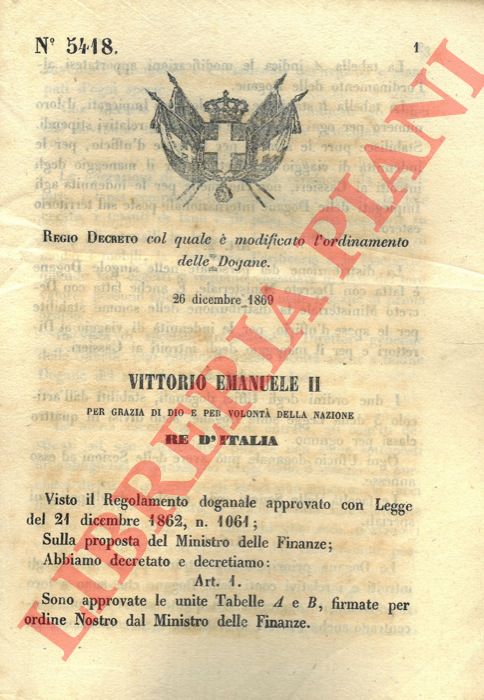 N° 5418.
1
REGIO DECRETO col quale è modificato l'ordinamento
delle Dogane.
26 dicembre 1869
VITTORIO EMANUELE II
PER GRAZIA DI DIO E PER VOLONTÀ DELLA NAZIONE
RE D'ITALIA
Visto il Regolamento doganale approvato con Legge
del 21 dicembre 1862, n. 1061;
Sulla proposta del Ministro delle Finanze;
Abbiamo decretato e decretiamo:
Art. 1.
Sono approvate le unite Tabelle A e B, firmate per
ordine Nostro dal Ministro delle Finanze.
LIBRERIA PIANI